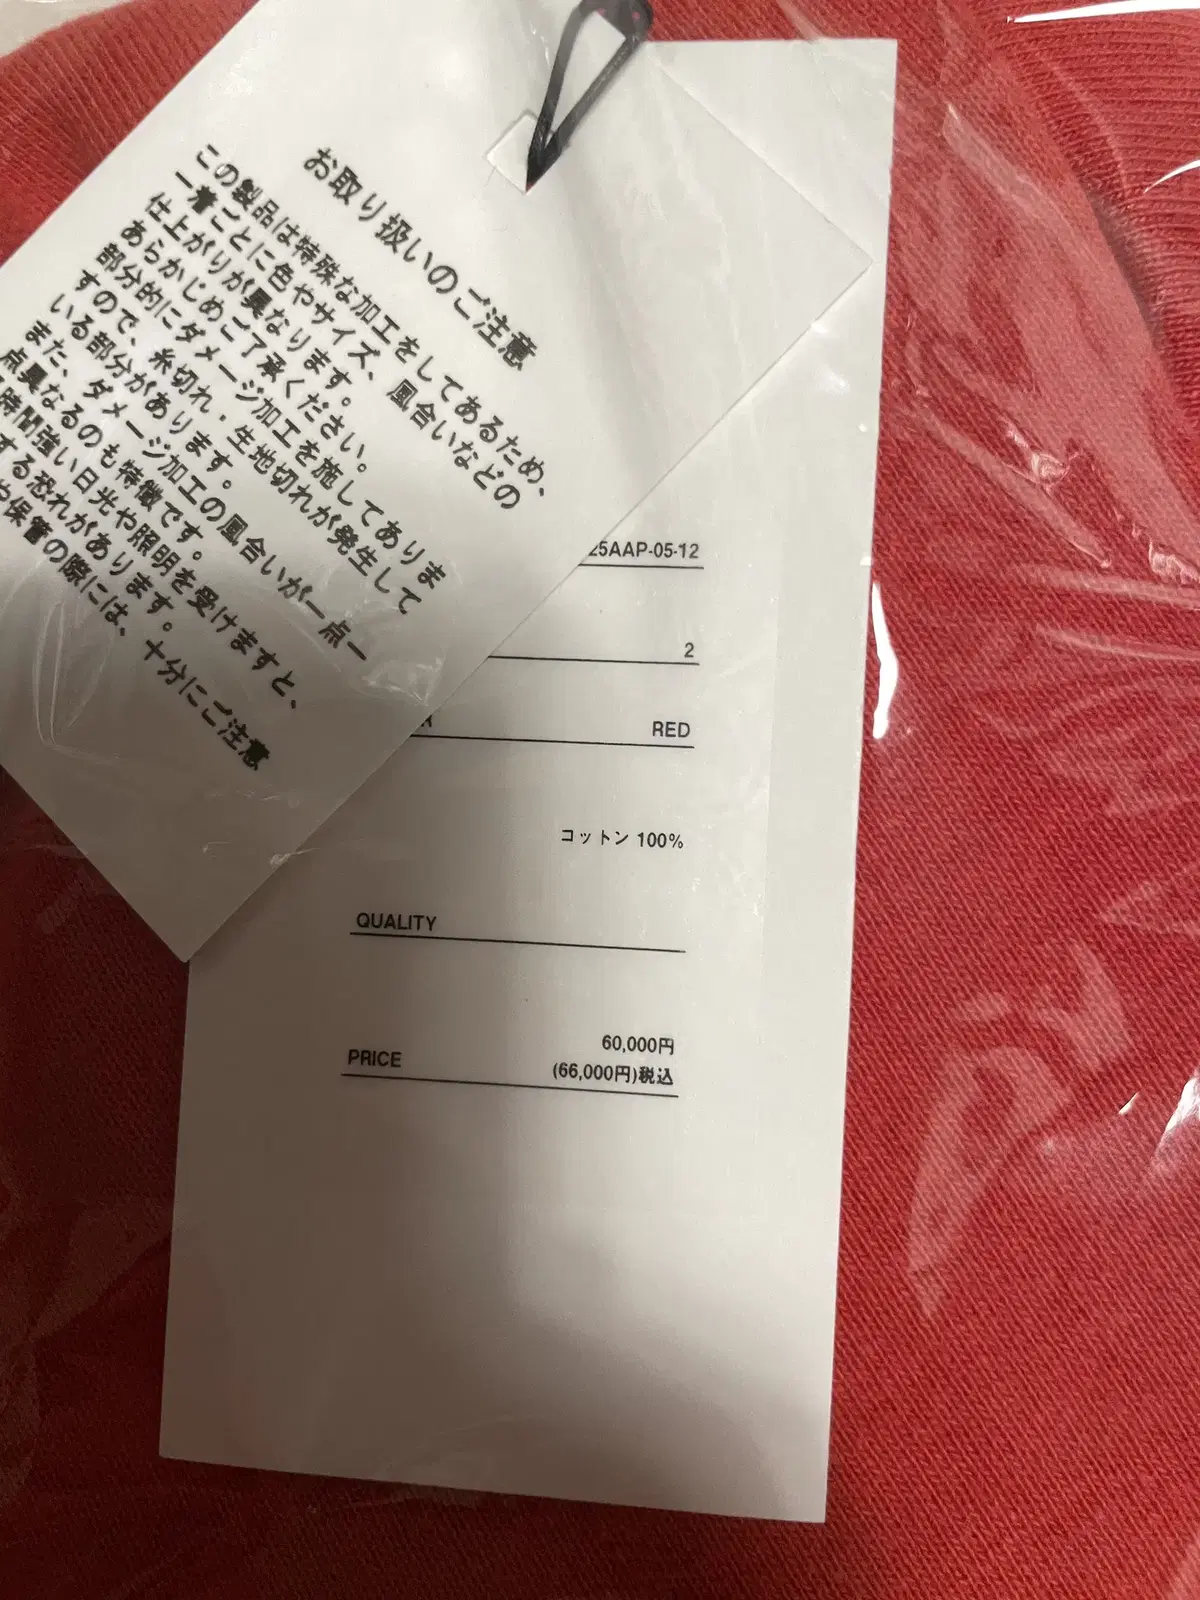 お取り扱いのご注意
この製品は特殊な加工をしてあるため、
一着ごとに色やサイズ、風合いなどの
仕上がりが異なります。
あらかじめご了承ください。
部分的にダメージ加工を施してありま
すので、糸切れ・生地切れが発生して
いる部分があります。
また、ダメージ加工の風合いが一点一
点異なるのも特徴です。
時間強い日光や照明を受けますと、
する恐れがあります。
や保管の際には、十分にご注意
25AAP-05-12
2
RED
コットン 100%
QUALITY
60,000円
PRICE (66,000円)税込